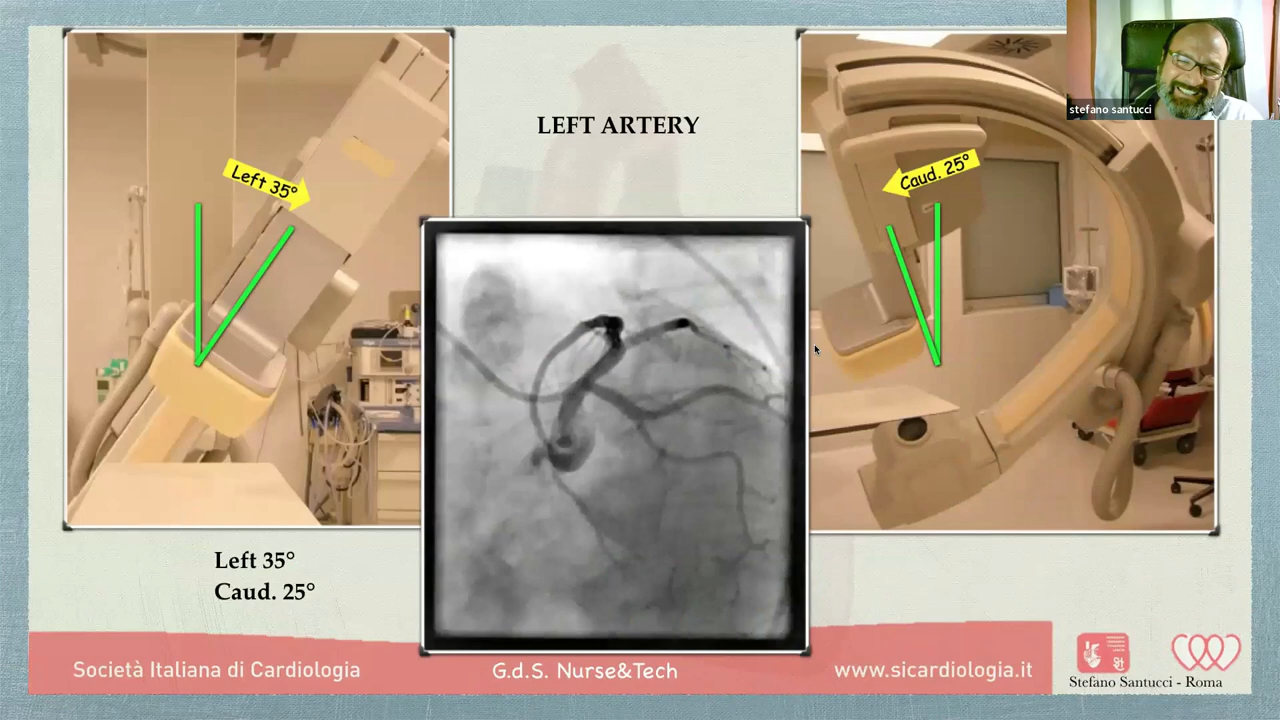 stefano santucci
LEFT ARTERY
Left 35°
Caud. 25°
Left 35°
Caud. 25°
Società Italiana di Cardiologia
G.d.S. Nurse&Tech
www.sicardiologia.it
Stefano Santucci - Roma